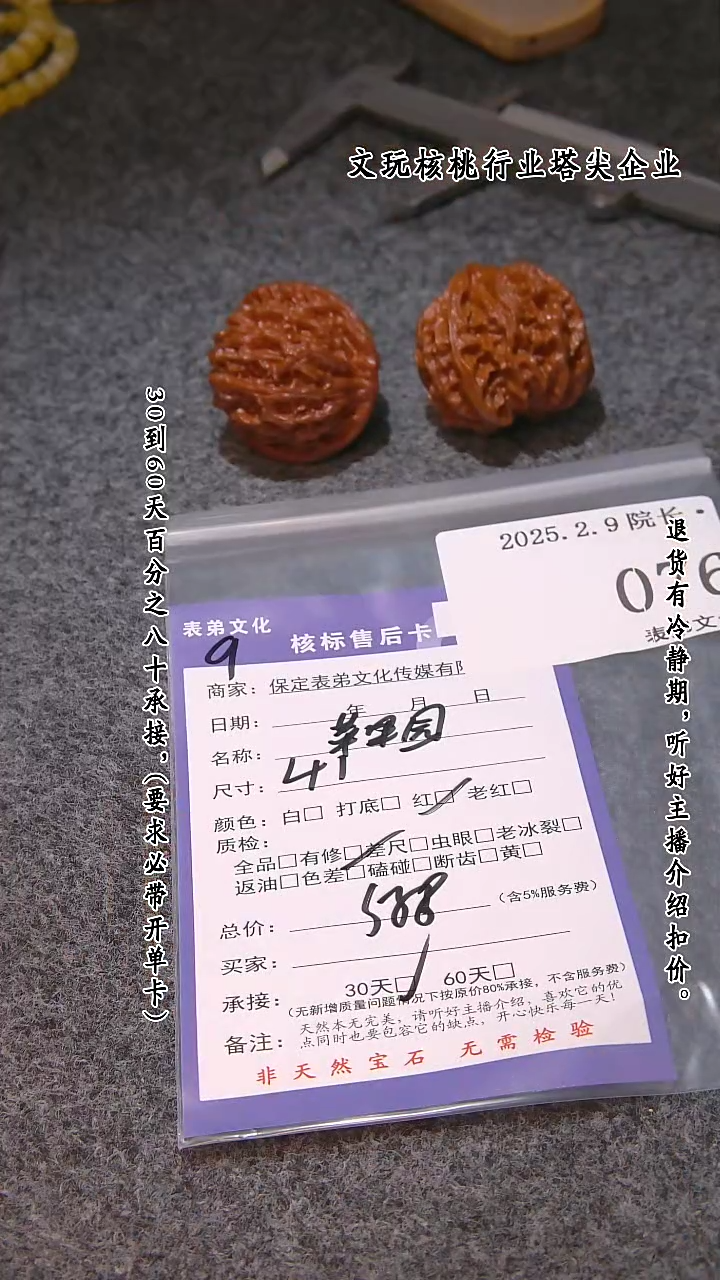 文玩核桃行业塔尖企业
30到60天百分之八十承接，（要求必带开单卡）
退货有冷静期，听好主播介绍扣价。
2025.2.9 院长
076
表弟文
表弟文化
核标售后卡
9
商家：保定表弟文化传媒有限
日期： 年 月 日
名称：苹果园
尺寸：41
颜色：白□ 打底□ 红□ 老红□
质检：
全品□有修□差尺□虫眼□老冰裂□
返油□色差□磕碰□断齿□黄□
总价： 588 （含5%服务费）
买家：
承接： 30天□ 60天□
（无新增质量问题情况下按原价80%承接，不含服务费）
备注：天然本无完美，请听好主播介绍，喜欢它的优
点同时也要包容它的缺点，开心快乐每一天！
非天然宝石 无需检验